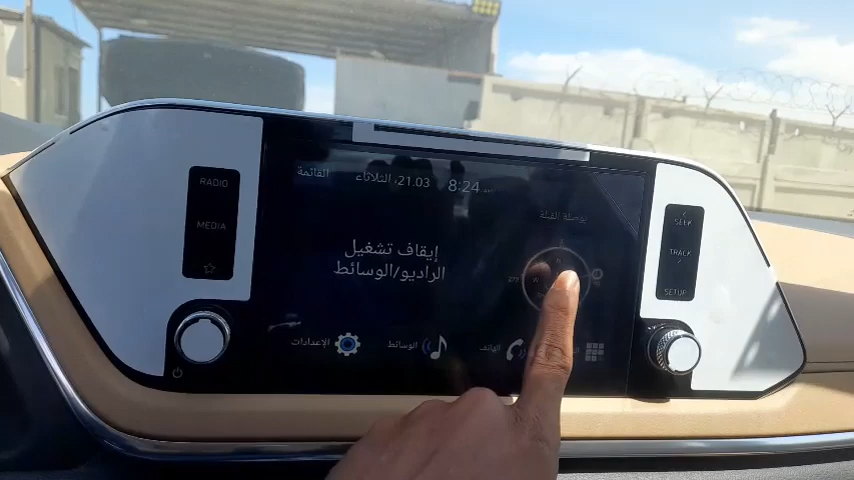 RADIO
MEDIA
القائمة
21.03، الثلاثاء
8:24
بوصلة القبلة
إيقاف تشغيل
الراديو/الوسائط
الإعدادات
الوسائط
الهاتف
SEEK
TRACK
SETUP